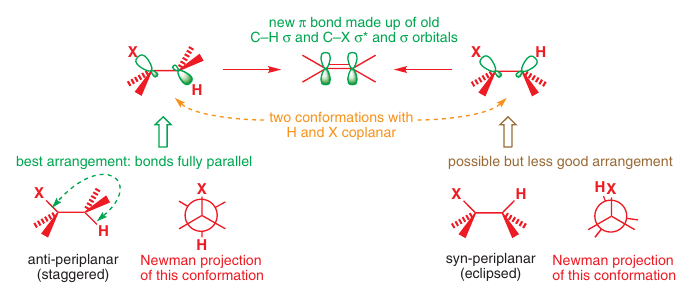 new π bond made up of old
C–H σ and C–X σ* and σ orbitals
X
H
X
H
two conformations with
H and X coplanar
best arrangement: bonds fully parallel
possible but less good arrangement
X
H
X
H
X
H
HX
anti-periplanar
(staggered)
Newman projection
of this conformation
syn-periplanar
(eclipsed)
Newman projection
of this conformation